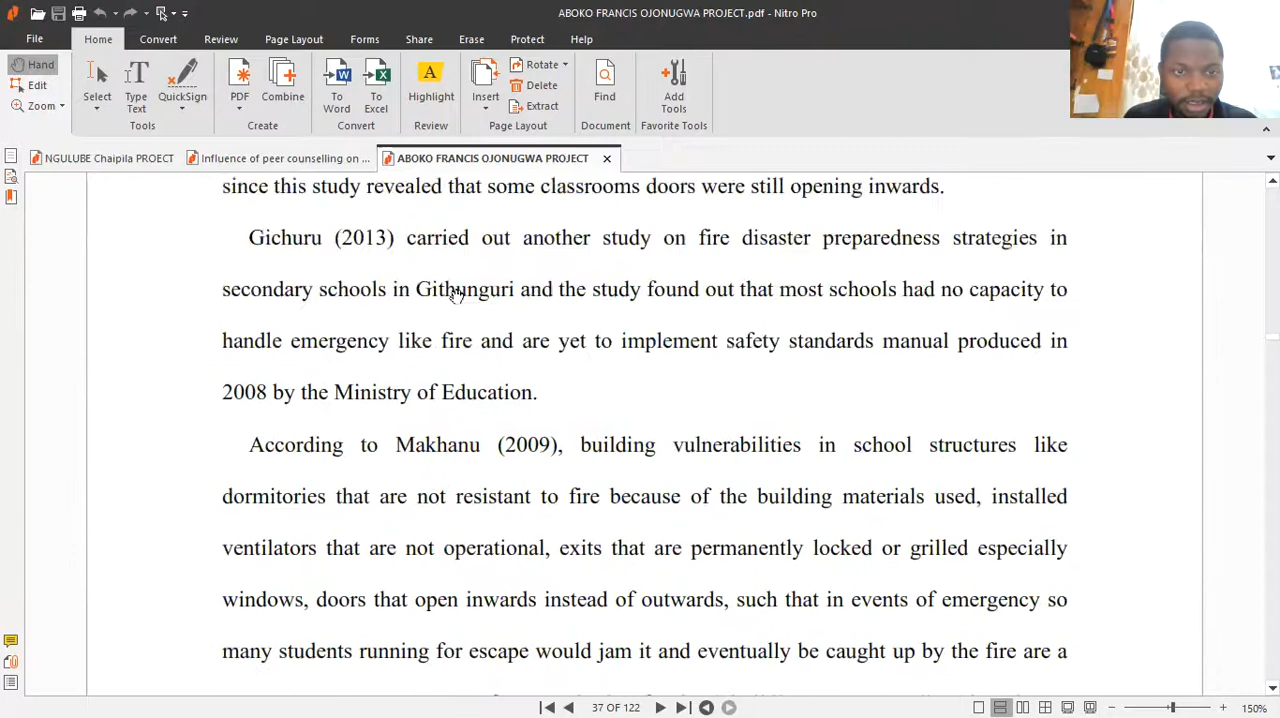 ABOKO FRANCIS OJONUGWA PROJECT.pdf - Nitro Pro
File Home Convert Review Page Layout Forms Share Erase Protect Help
Hand
Edit
Zoom
Select
Type Text
QuickSign
Tools
PDF
Combine
Create
To Word
To Excel
Convert
Highlight
Review
Insert
Rotate
Delete
Extract
Page Layout
Find
Document
Add Tools
Favorite Tools
NGULUBE Chaipila PROECT
Influence of peer counselling on ...
ABOKO FRANCIS OJONUGWA PROJECT
since this study revealed that some classrooms doors were still opening inwards.
Gichuru (2013) carried out another study on fire disaster preparedness strategies in
secondary schools in Githunguri and the study found out that most schools had no capacity to
handle emergency like fire and are yet to implement safety standards manual produced in
2008 by the Ministry of Education.
According to Makhanu (2009), building vulnerabilities in school structures like
dormitories that are not resistant to fire because of the building materials used, installed
ventilators that are not operational, exits that are permanently locked or grilled especially
windows, doors that open inwards instead of outwards, such that in events of emergency so
many students running for escape would jam it and eventually be caught up by the fire are a
37 OF 122
150%